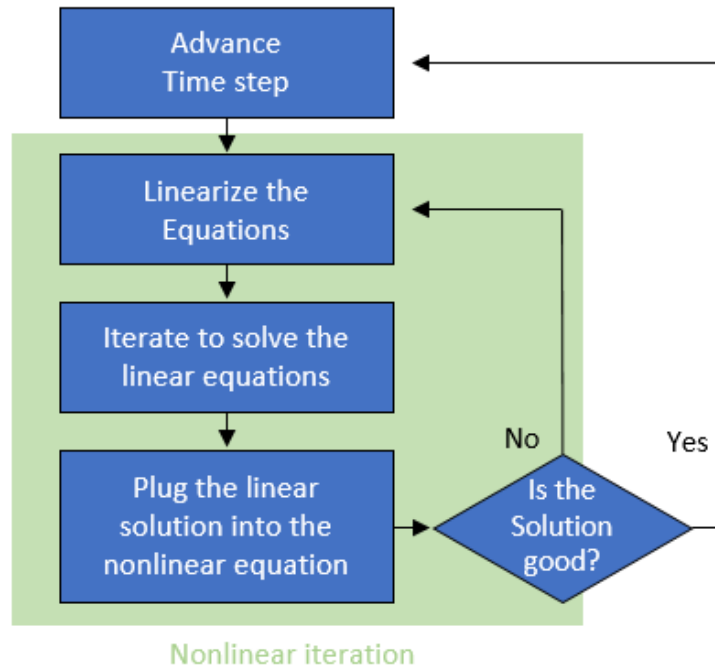 Advance
Time step
Linearize the
Equations
Iterate to solve the
linear equations
Plug the linear
solution into the
nonlinear equation
No
Yes
Is the
Solution
good?
Nonlinear iteration